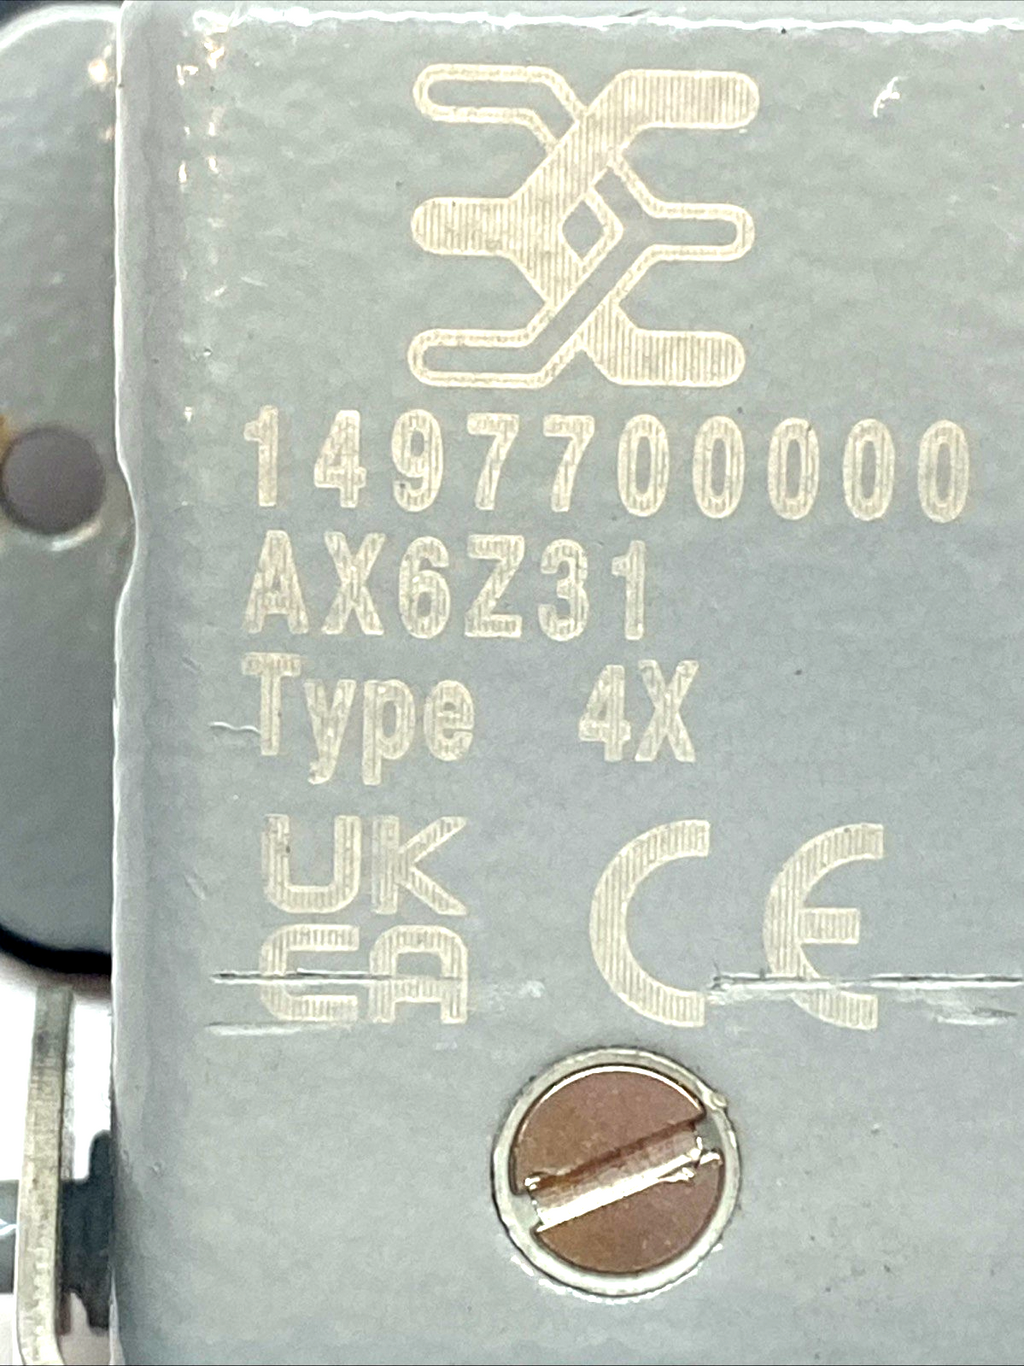 1497700000
AX6Z31
Type 4X
UK CE
CA